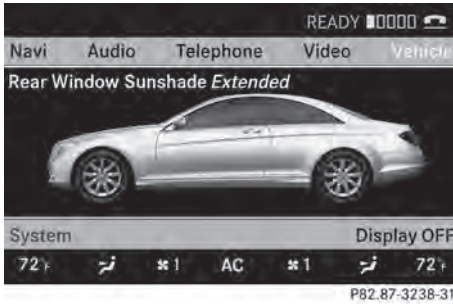 READY
Navi Audio Telephone Video Vehicle
Rear Window Sunshade Extended
System Display OFF
72°F 1 AC 1 72°F
P82.87-3238-31